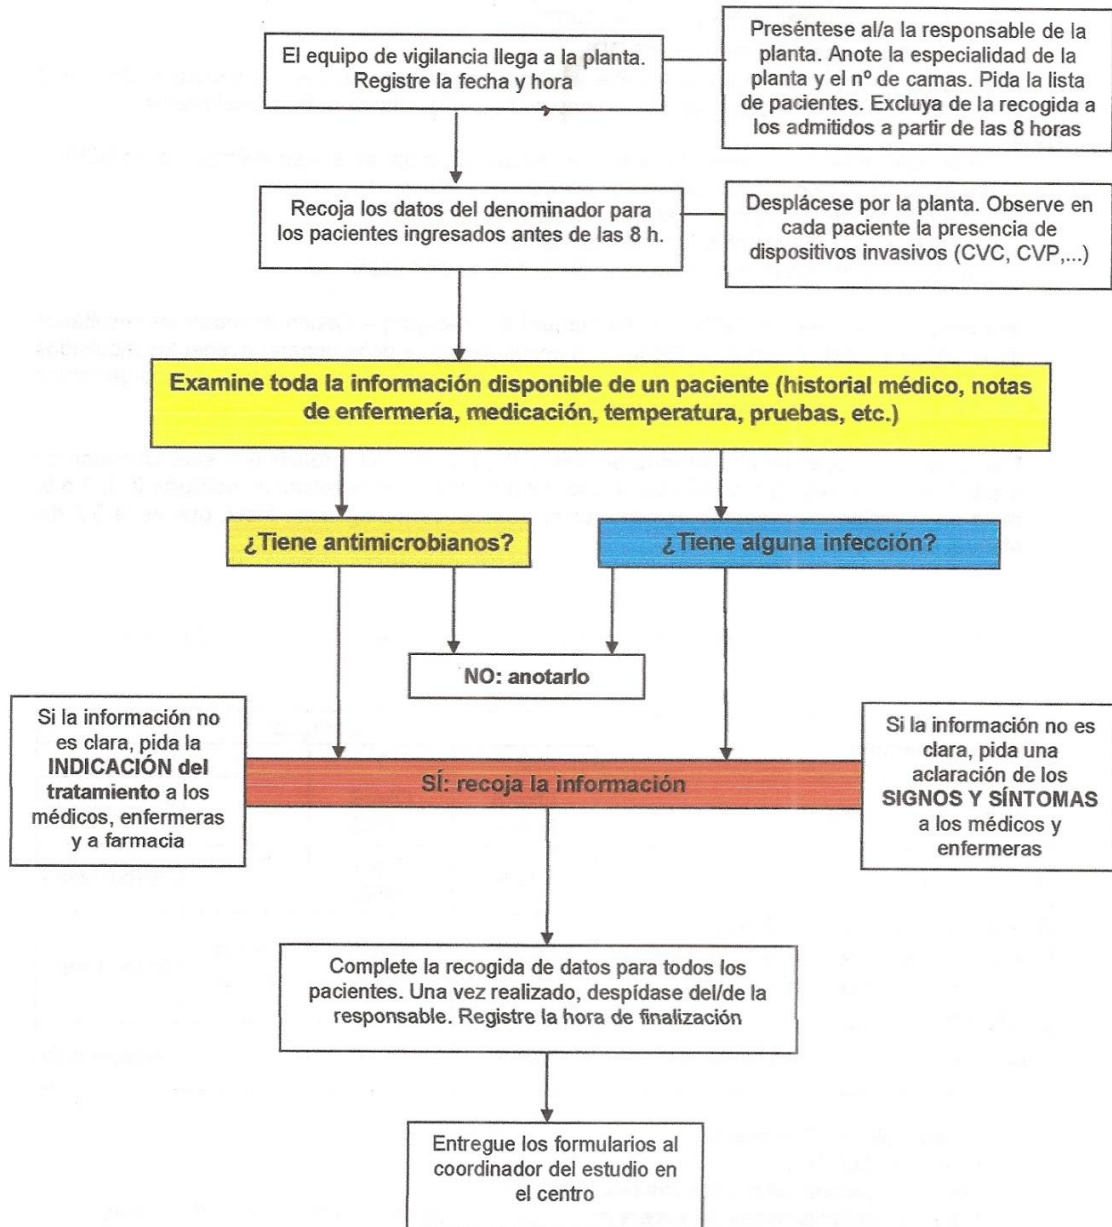 El equipo de vigilancia llega a la planta.
Registre la fecha y hora
Preséntese al/a la responsable de la
planta. Anote la especialidad de la
planta y el nº de camas. Pida la lista
de pacientes. Excluya de la recogida a
los admitidos a partir de las 8 horas
Recoja los datos del denominador para
los pacientes ingresados antes de las 8 h.
Desplácese por la planta. Observe en
cada paciente la presencia de
dispositivos invasivos (CVC, CVP,...)
Examine toda la información disponible de un paciente (historial médico, notas
de enfermería, medicación, temperatura, pruebas, etc.)
¿Tiene antimicrobianos?
¿Tiene alguna infección?
NO: anotarlo
Si la información no
es clara, pida la
INDICACIÓN del
tratamiento a los
médicos, enfermeras
y a farmacia
SÍ: recoja la información
Si la información no es
clara, pida una
aclaración de los
SIGNOS Y SÍNTOMAS
a los médicos y
enfermeras
Complete la recogida de datos para todos los
pacientes. Una vez realizado, despídase del/de la
responsable. Registre la hora de finalización
Entregue los formularios al
coordinador del estudio en
el centro